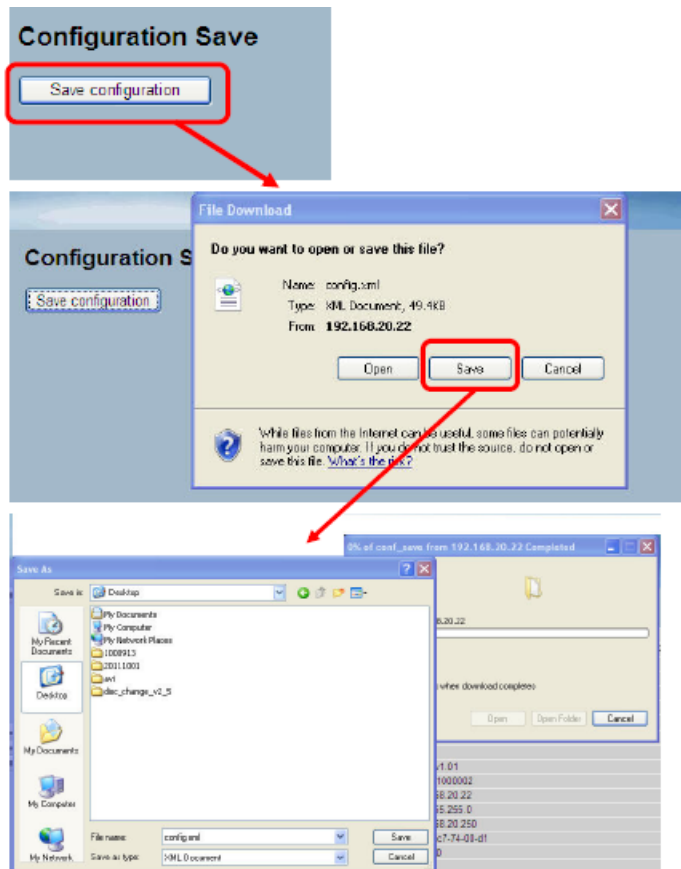 Configuration Save
Save configuration
File Download
Configuration S
Save configuration
Do you want to open or save this file?
Name: config.xml
Type: XML Document, 49.4KB
From: 192.168.20.22
Open Save Cancel
While files from the Internet can be useful, some files can potentially
harm your computer. If you do not trust the source, do not open or
save this file. What's the risk?
0% of conf_save from 192.168.20.22 Completed
8.20.22
when download completes
Open Open Folder Cancel
v1.01
1000002
58.20.22
55.255.0
58.20.250
c7-74-08-df
0
Save As
Save in: Desktop
My Recent
Documents
Desktop
My Documents
My Computer
My Network
My Documents
My Computer
My Network Places
1000913
20111001
avi
disc_change_v2_5
File name: config.xml Save
Save as type: XML Document Cancel